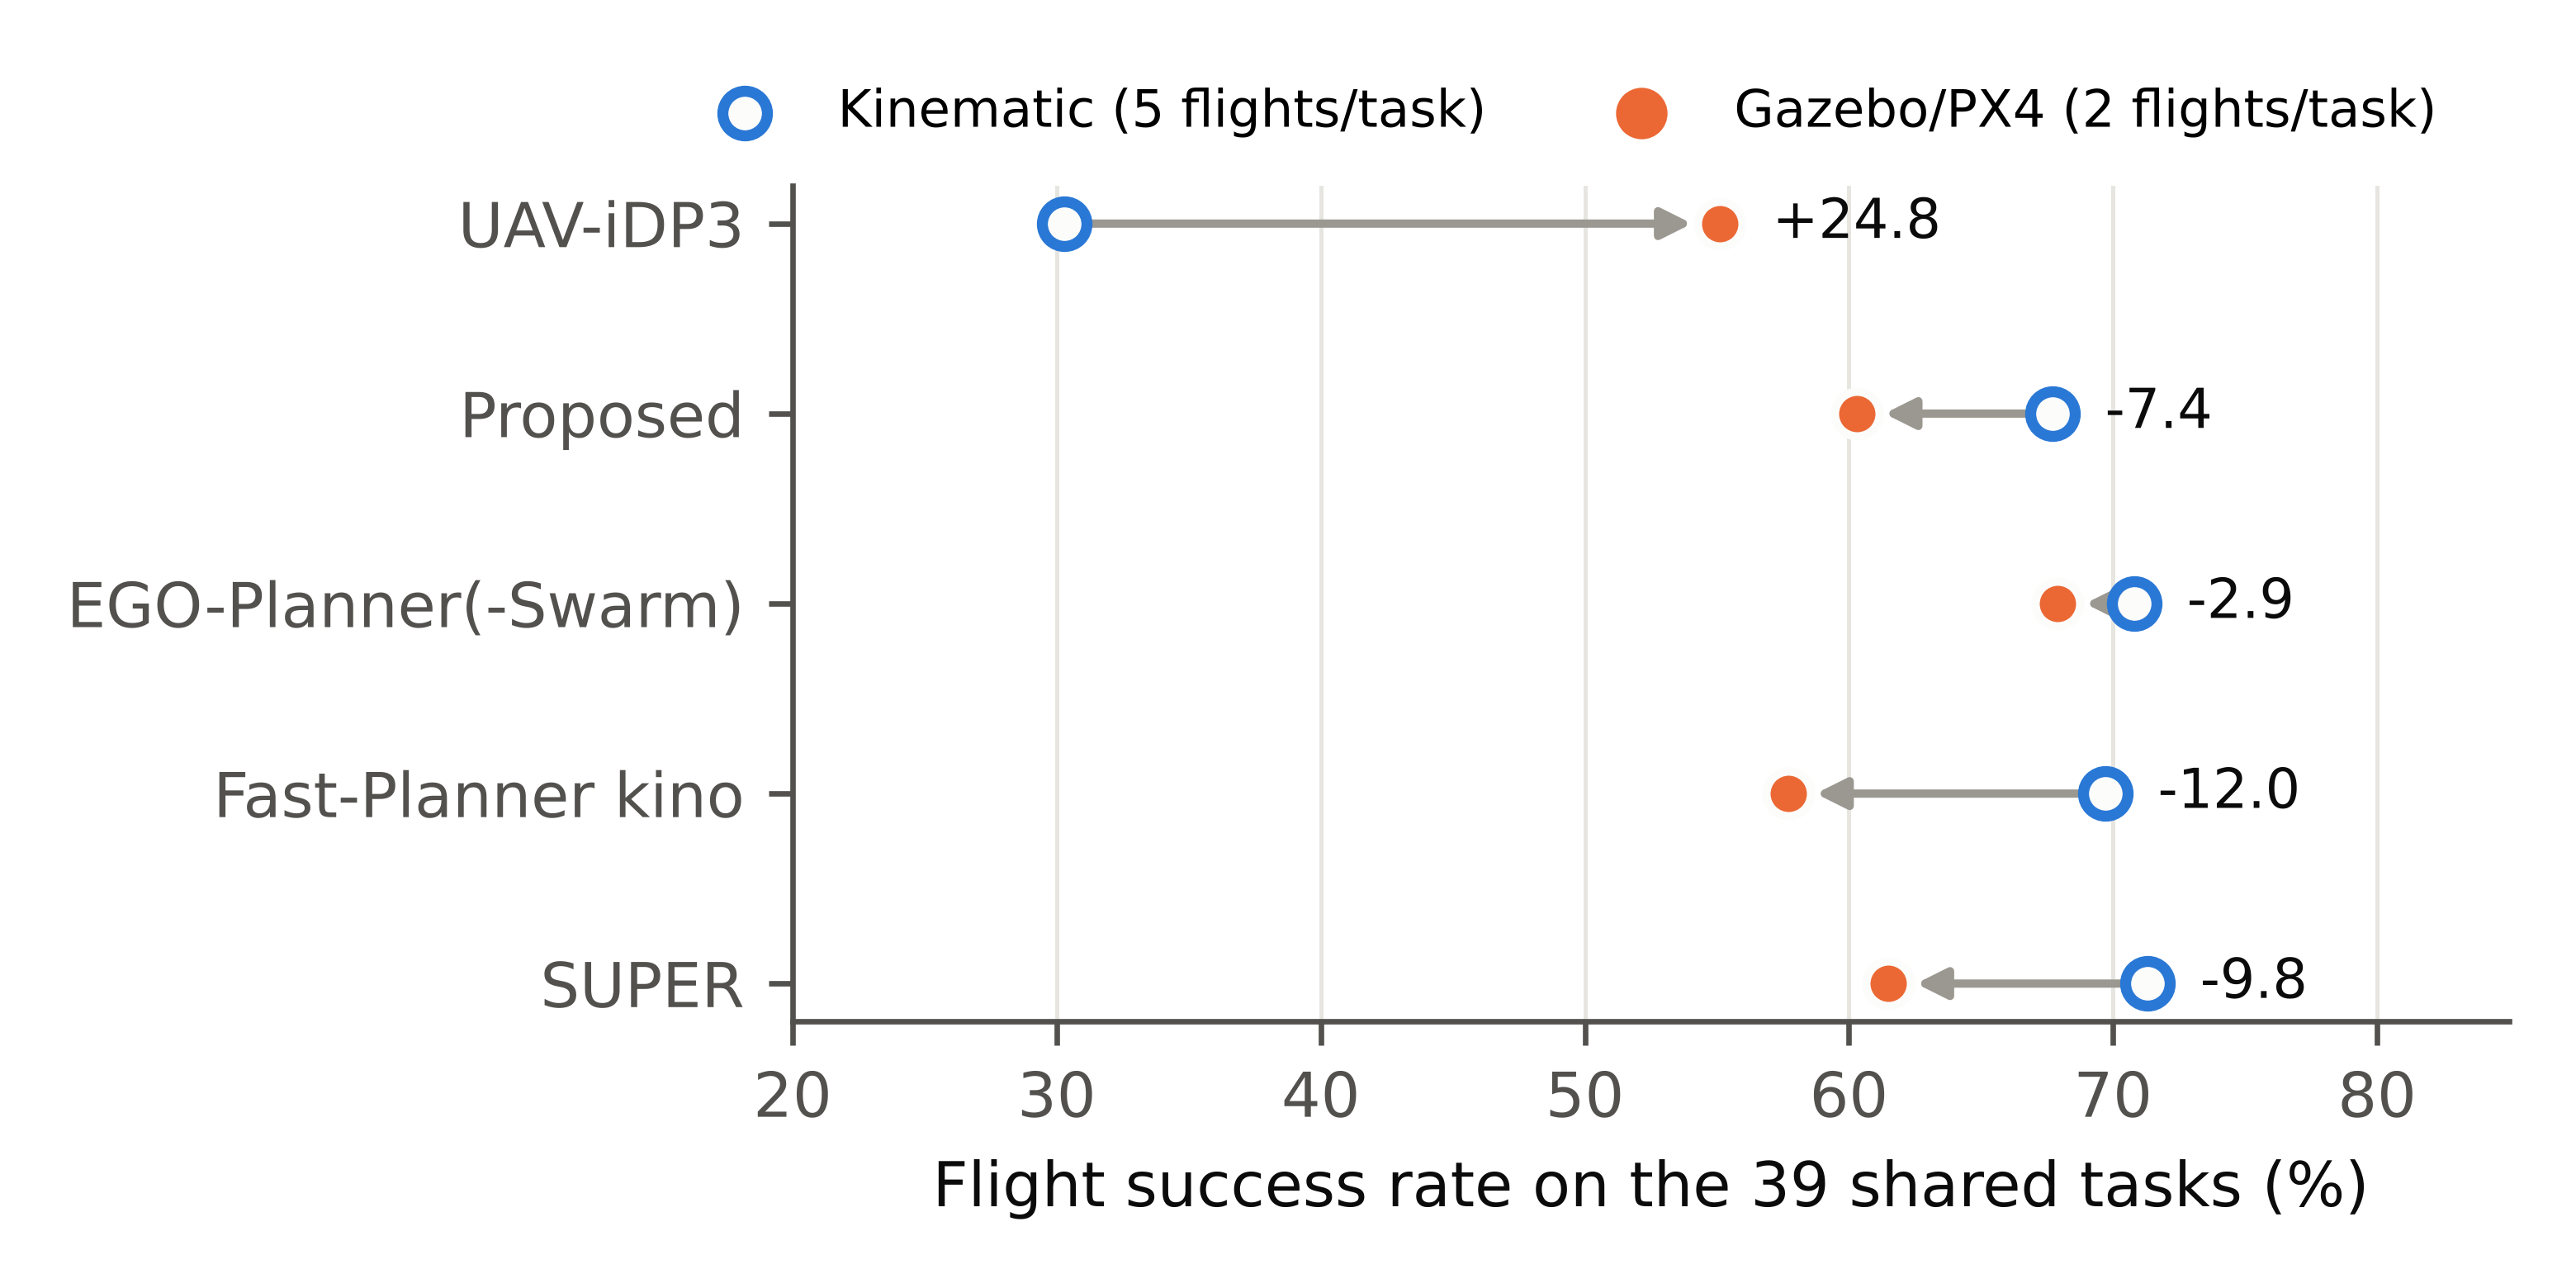 Kinematic (5 flights/task) Gazebo/PX4 (2 flights/task)
UAV-iDP3 +24.8
Proposed -7.4
EGO-Planner(-Swarm) -2.9
Fast-Planner kino -12.0
SUPER -9.8
20 30 40 50 60 70 80
Flight success rate on the 39 shared tasks (%)